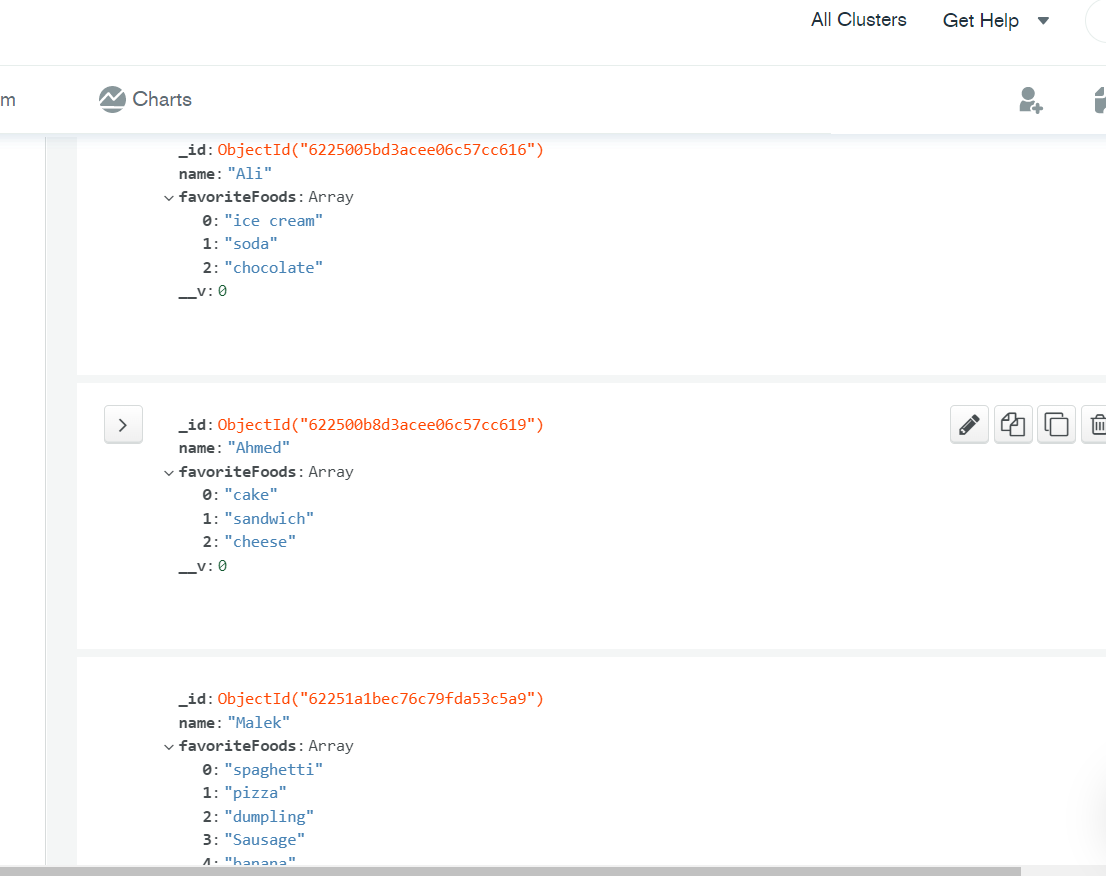 All Clusters Get Help
m Charts
_id: ObjectId("6225005bd3acee06c57cc616")
name: "Ali"
favoriteFoods: Array
0: "ice cream"
1: "soda"
2: "chocolate"
__v: 0
_id: ObjectId("622500b8d3acee06c57cc619")
name: "Ahmed"
favoriteFoods: Array
0: "cake"
1: "sandwich"
2: "cheese"
__v: 0
_id: ObjectId("62251a1bec76c79fda53c5a9")
name: "Malek"
favoriteFoods: Array
0: "spaghetti"
1: "pizza"
2: "dumpling"
3: "Sausage"
4: "banana"